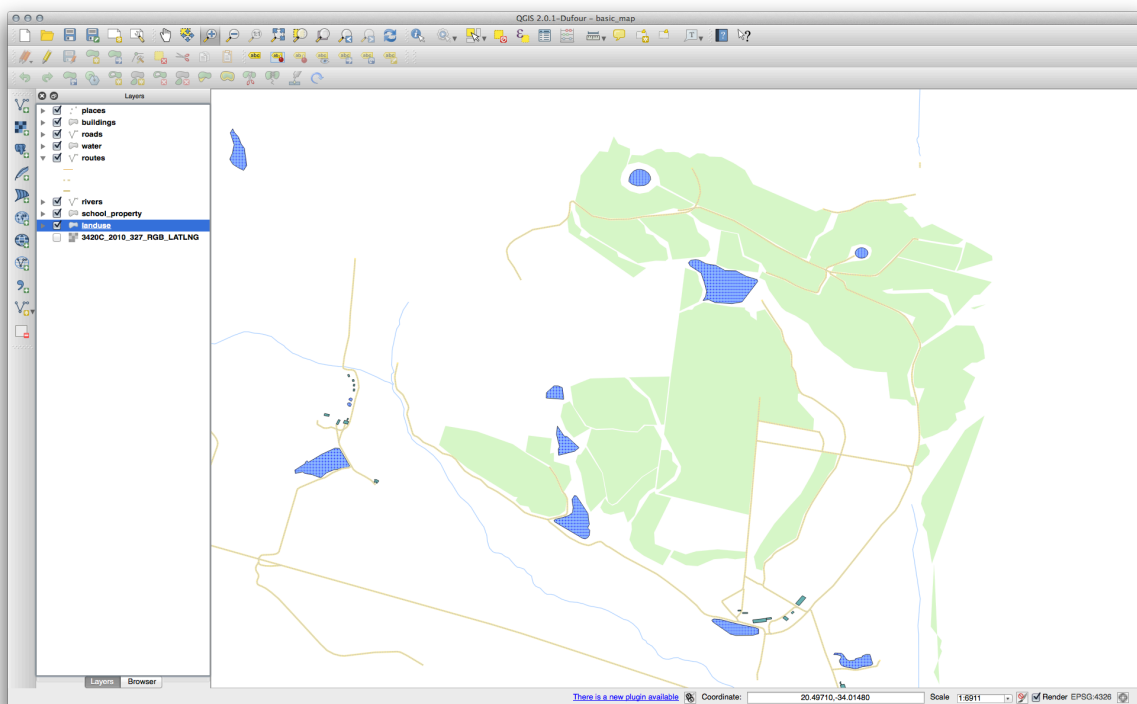 QGIS 2.0.1-Dufour – basic_map
Layers
places
buildings
roads
water
routes
rivers
school_property
landuse
3420C_2010_327_RGB_LATLNG
Layers Browser
There is a new plugin available Coordinate: 20.49710,-34.01480 Scale 1:6911 Render EPSG:4326